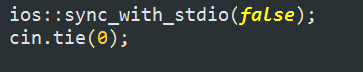 ios::sync_with_stdio(false);
cin.tie(0);